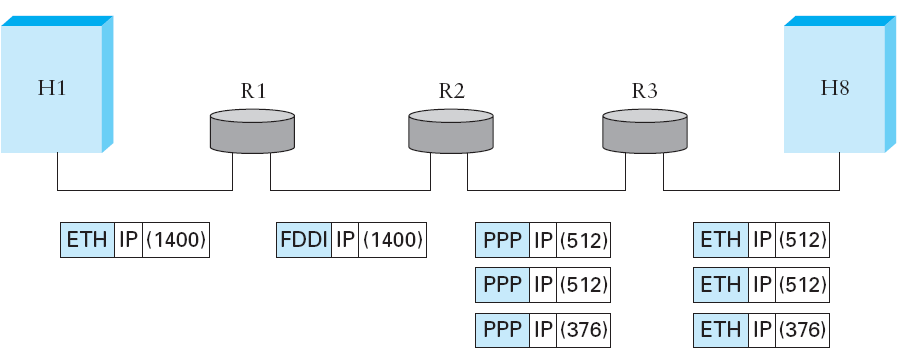 H1 R1 R2 R3 H8
ETH IP (1400) FDDI IP (1400) PPP IP (512) ETH IP (512)
PPP IP (512) ETH IP (512)
PPP IP (376) ETH IP (376)